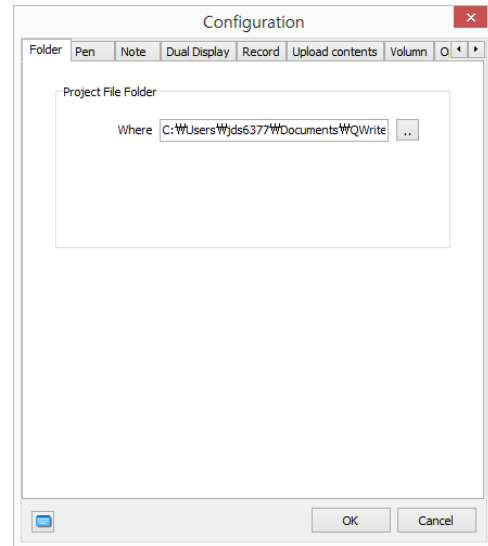 Configuration
Folder Pen Note Dual Display Record Upload contents Volumn O
Project File Folder
Where C:₩Users₩jds6377₩Documents₩QWrite ..
OK Cancel